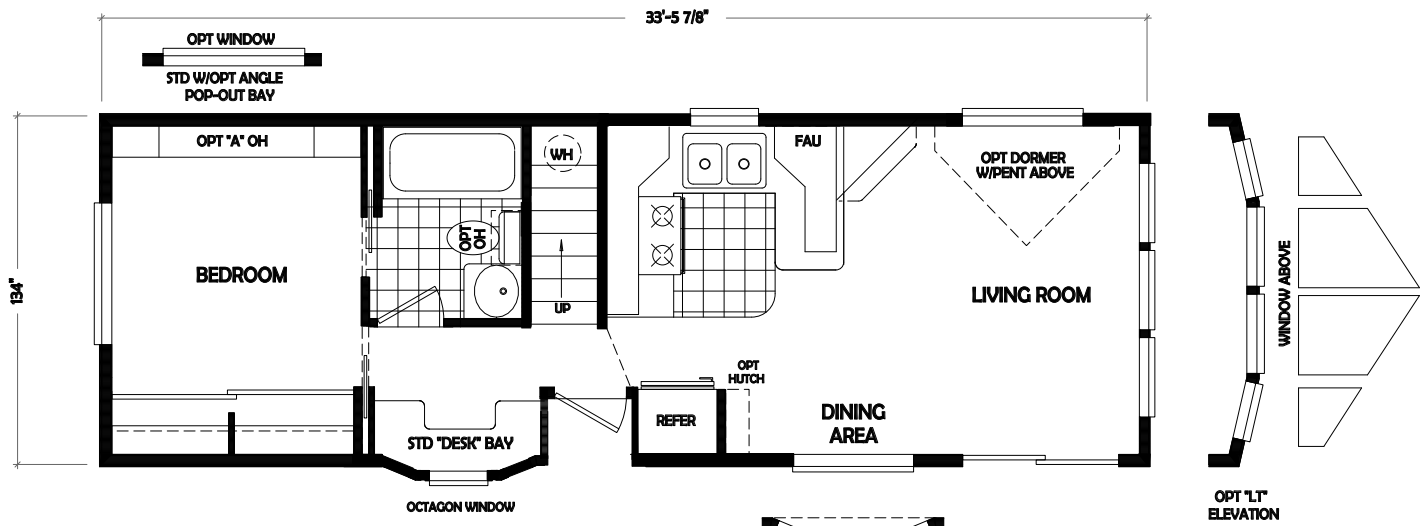 33'-5 7/8"
OPT WINDOW
STD W/OPT ANGLE
POP-OUT BAY
OPT "A" OH
WH
FAU
OPT DORMER
W/PENT ABOVE
OPT
OH
BEDROOM
134"
UP
LIVING ROOM
WINDOW ABOVE
OPT
HUTCH
REFER
DINING
AREA
STD "DESK" BAY
OCTAGON WINDOW
OPT "LT"
ELEVATION